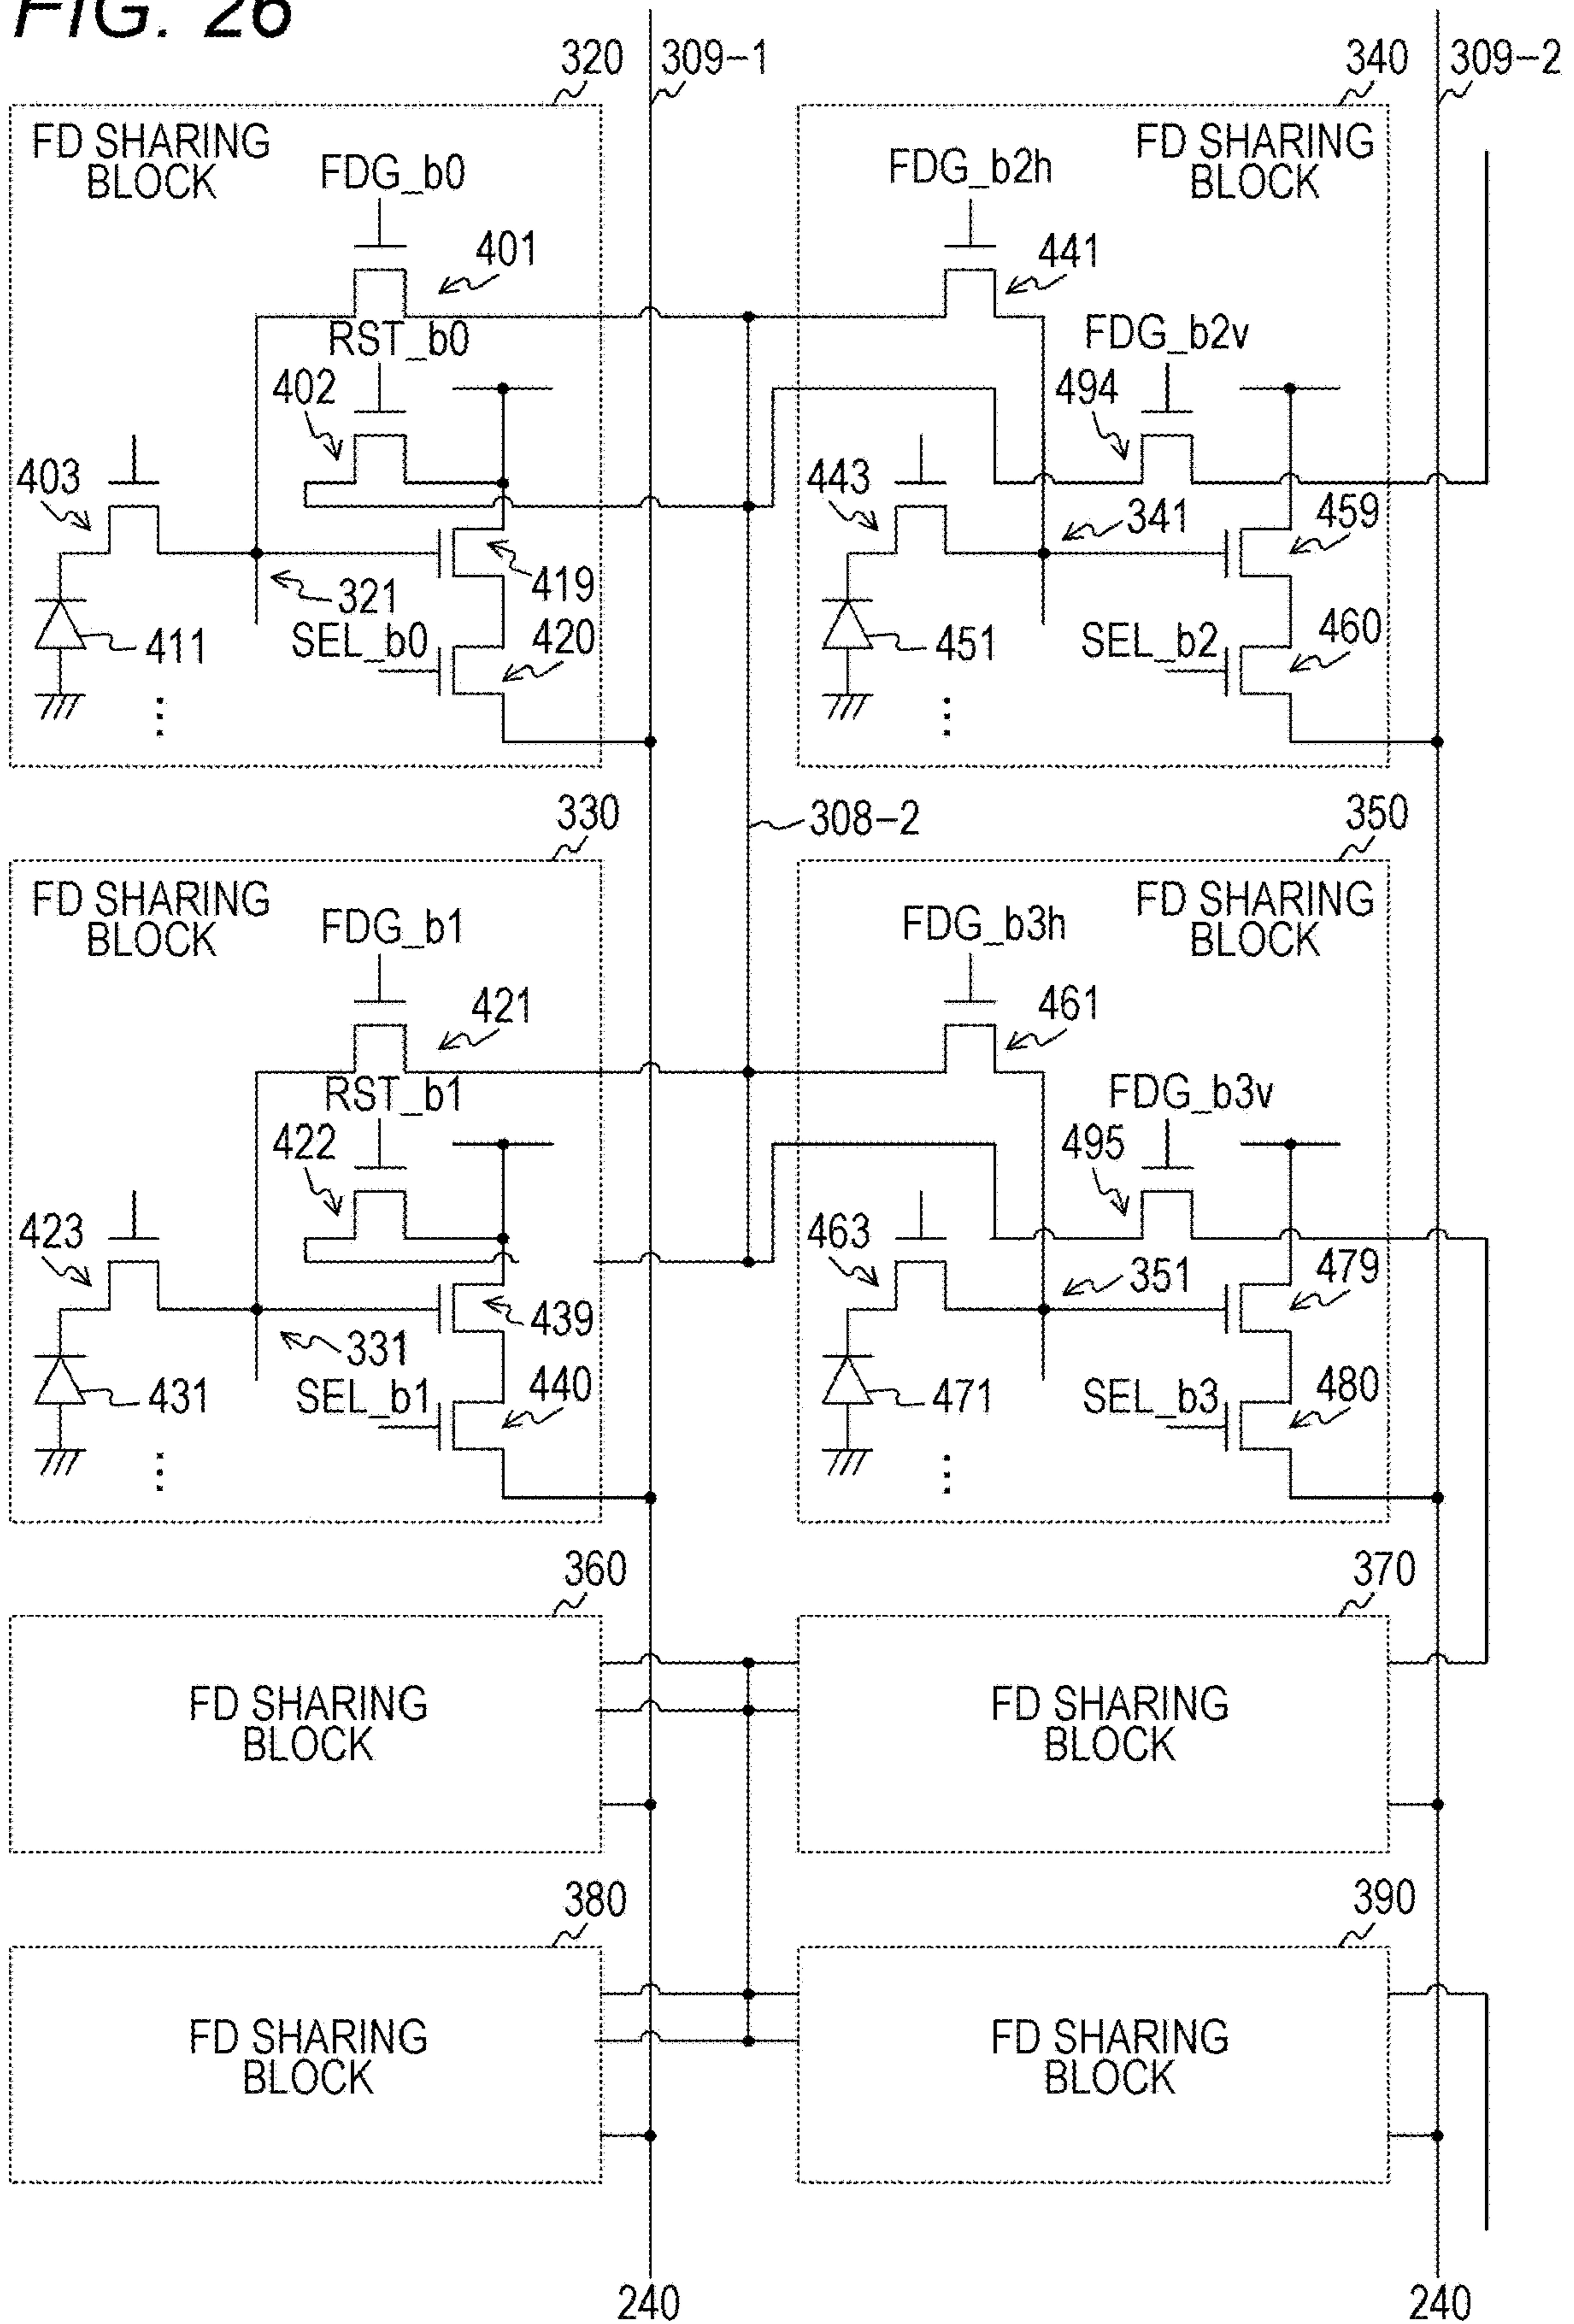 FIG. 26
320
309-1
340
309-2
FD SHARING
BLOCK
FDG_b0
401
RST_b0
402
403
321
419
411
SEL_b0
420
FD SHARING
BLOCK
FDG_b2h
441
FDG_b2v
494
443
341
459
451
SEL_b2
460
⋮
⋮
330
308-2
350
FD SHARING
BLOCK
FDG_b1
421
RST_b1
422
423
439
331
431
SEL_b1
440
FD SHARING
BLOCK
FDG_b3h
461
FDG_b3v
495
463
351
479
471
SEL_b3
480
⋮
⋮
360
370
FD SHARING
BLOCK
FD SHARING
BLOCK
380
390
FD SHARING
BLOCK
FD SHARING
BLOCK
240
240